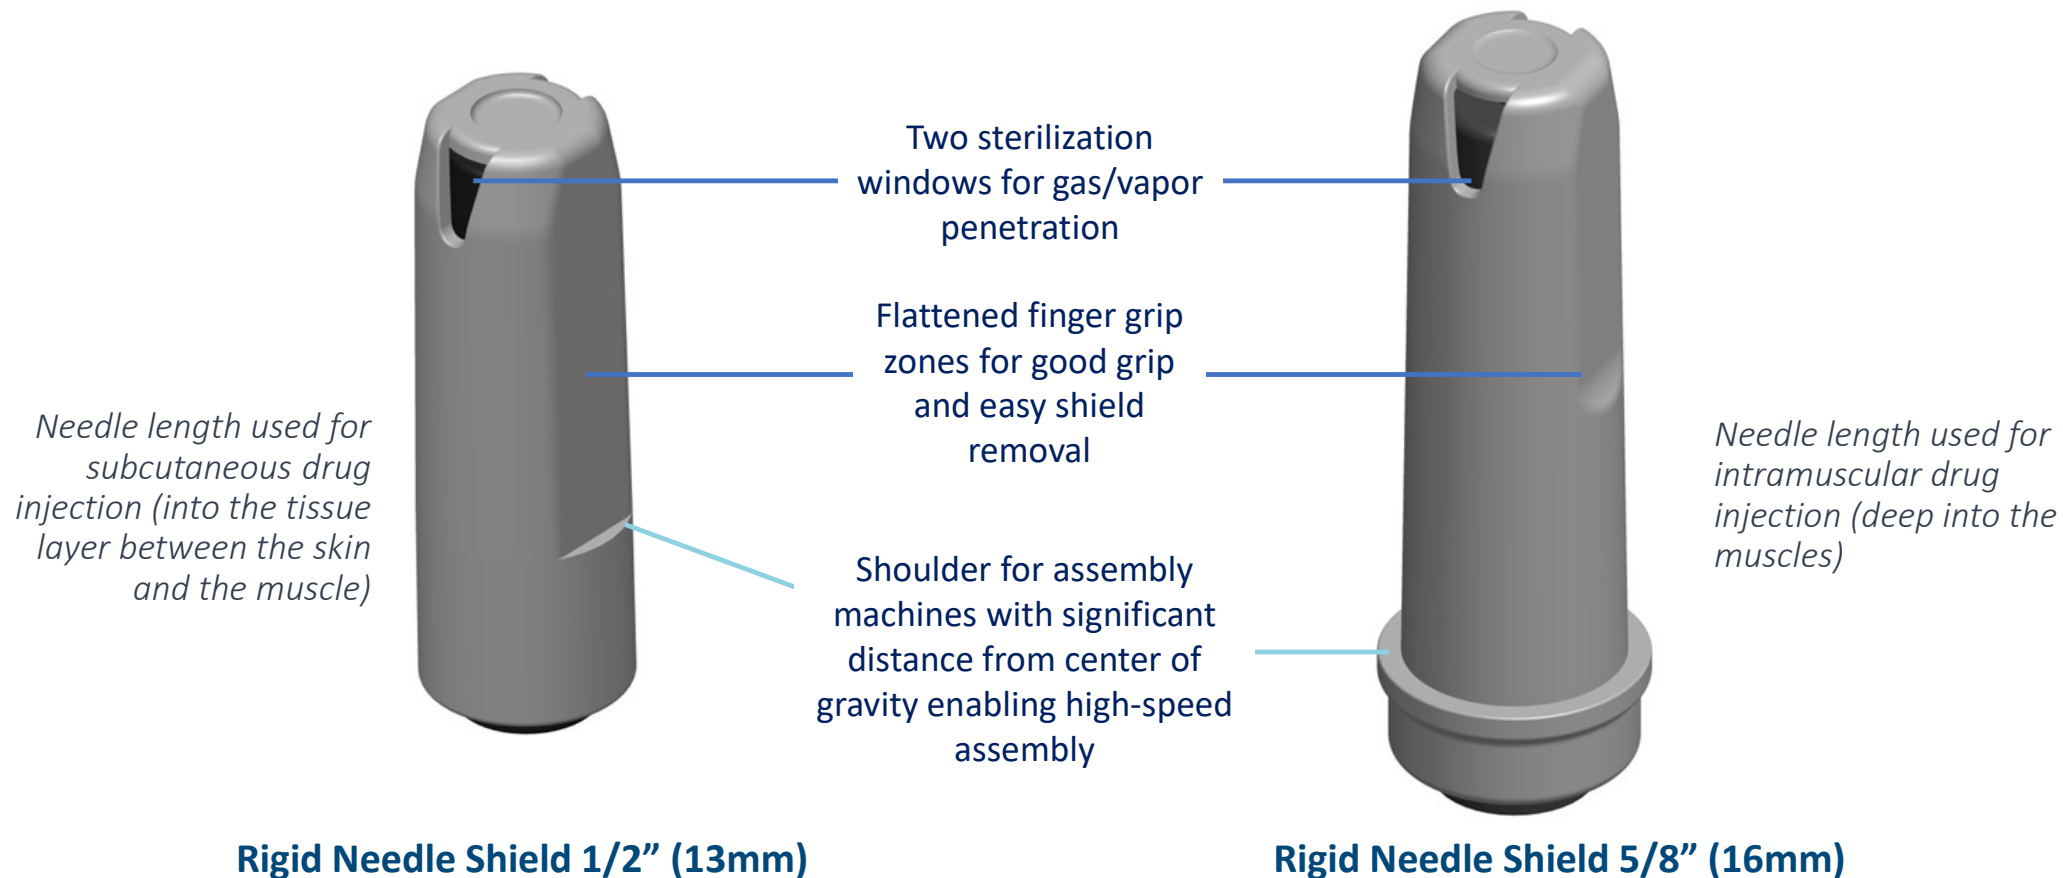 Two sterilization
windows for gas/vapor
penetration
Flattened finger grip
zones for good grip
and easy shield
removal
Needle length used for
subcutaneous drug
injection (into the tissue
layer between the skin
and the muscle)
Needle length used for
intramuscular drug
injection (deep into the
muscles)
Shoulder for assembly
machines with significant
distance from center of
gravity enabling high-speed
assembly
Rigid Needle Shield 1/2” (13mm)
Rigid Needle Shield 5/8” (16mm)